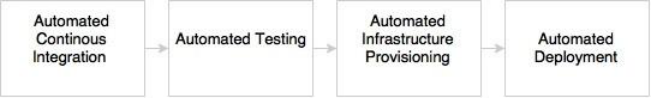 Automated
Continous
Integration
Automated Testing
Automated
Infrastructure
Provisioning
Automated
Deployment